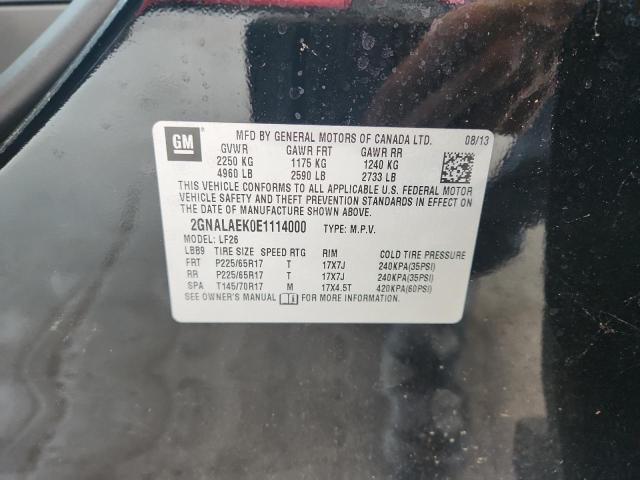 GM MFD BY GENERAL MOTORS OF CANADA LTD. 08/13
GVWR GAWR FRT GAWR RR
2250 KG 1175 KG 1240 KG
4960 LB 2590 LB 2733 LB
THIS VEHICLE CONFORMS TO ALL APPLICABLE U.S. FEDERAL MOTOR
VEHICLE SAFETY AND THEFT PREVENTION STANDARDS IN EFFECT ON THE
DATE OF MANUFACTURE SHOWN ABOVE.
2GNALAEK0E1114000 TYPE: M.P.V.
MODEL: LF26
LBB9 TIRE SIZE SPEED RTG RIM COLD TIRE PRESSURE
FRT P225/65R17 T 17X7J 240KPA(35PSI)
RR P225/65R17 T 17X7J 240KPA(35PSI)
SPA T145/70R17 M 17X4.5T 420KPA(60PSI)
SEE OWNER'S MANUAL FOR MORE INFORMATION.